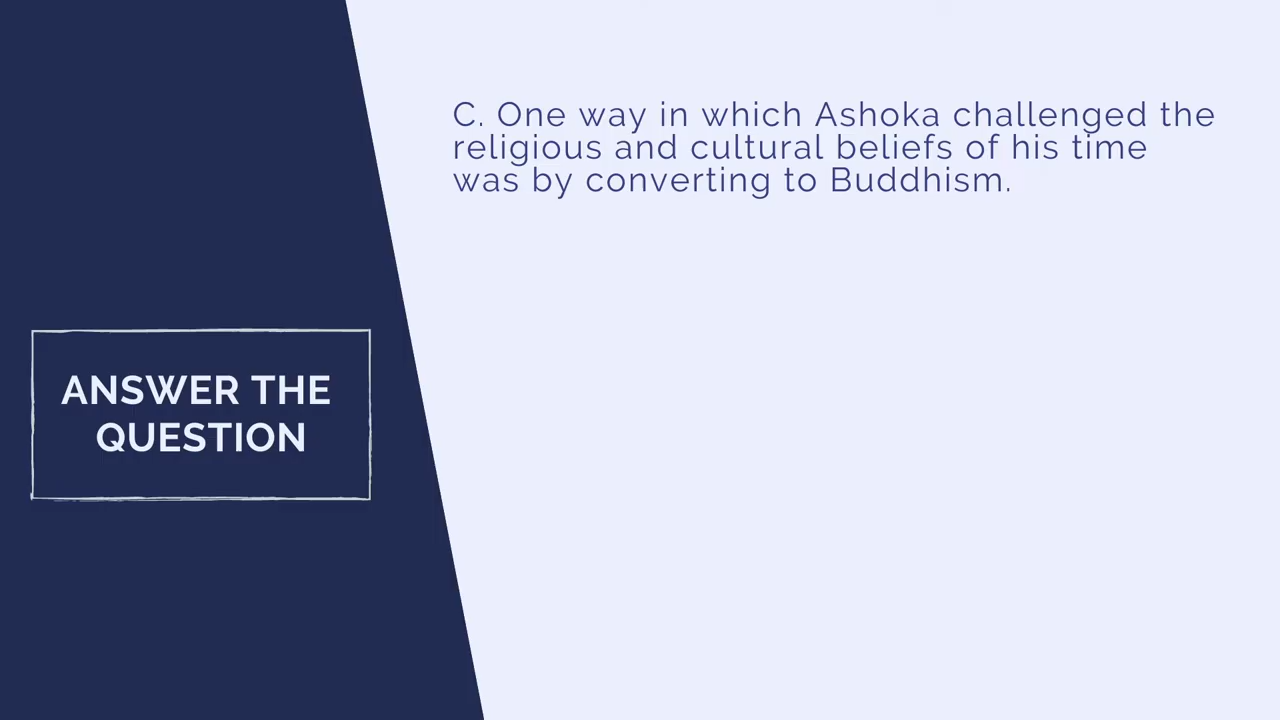 ANSWER THE
QUESTION
C. One way in which Ashoka challenged the
religious and cultural beliefs of his time
was by converting to Buddhism.